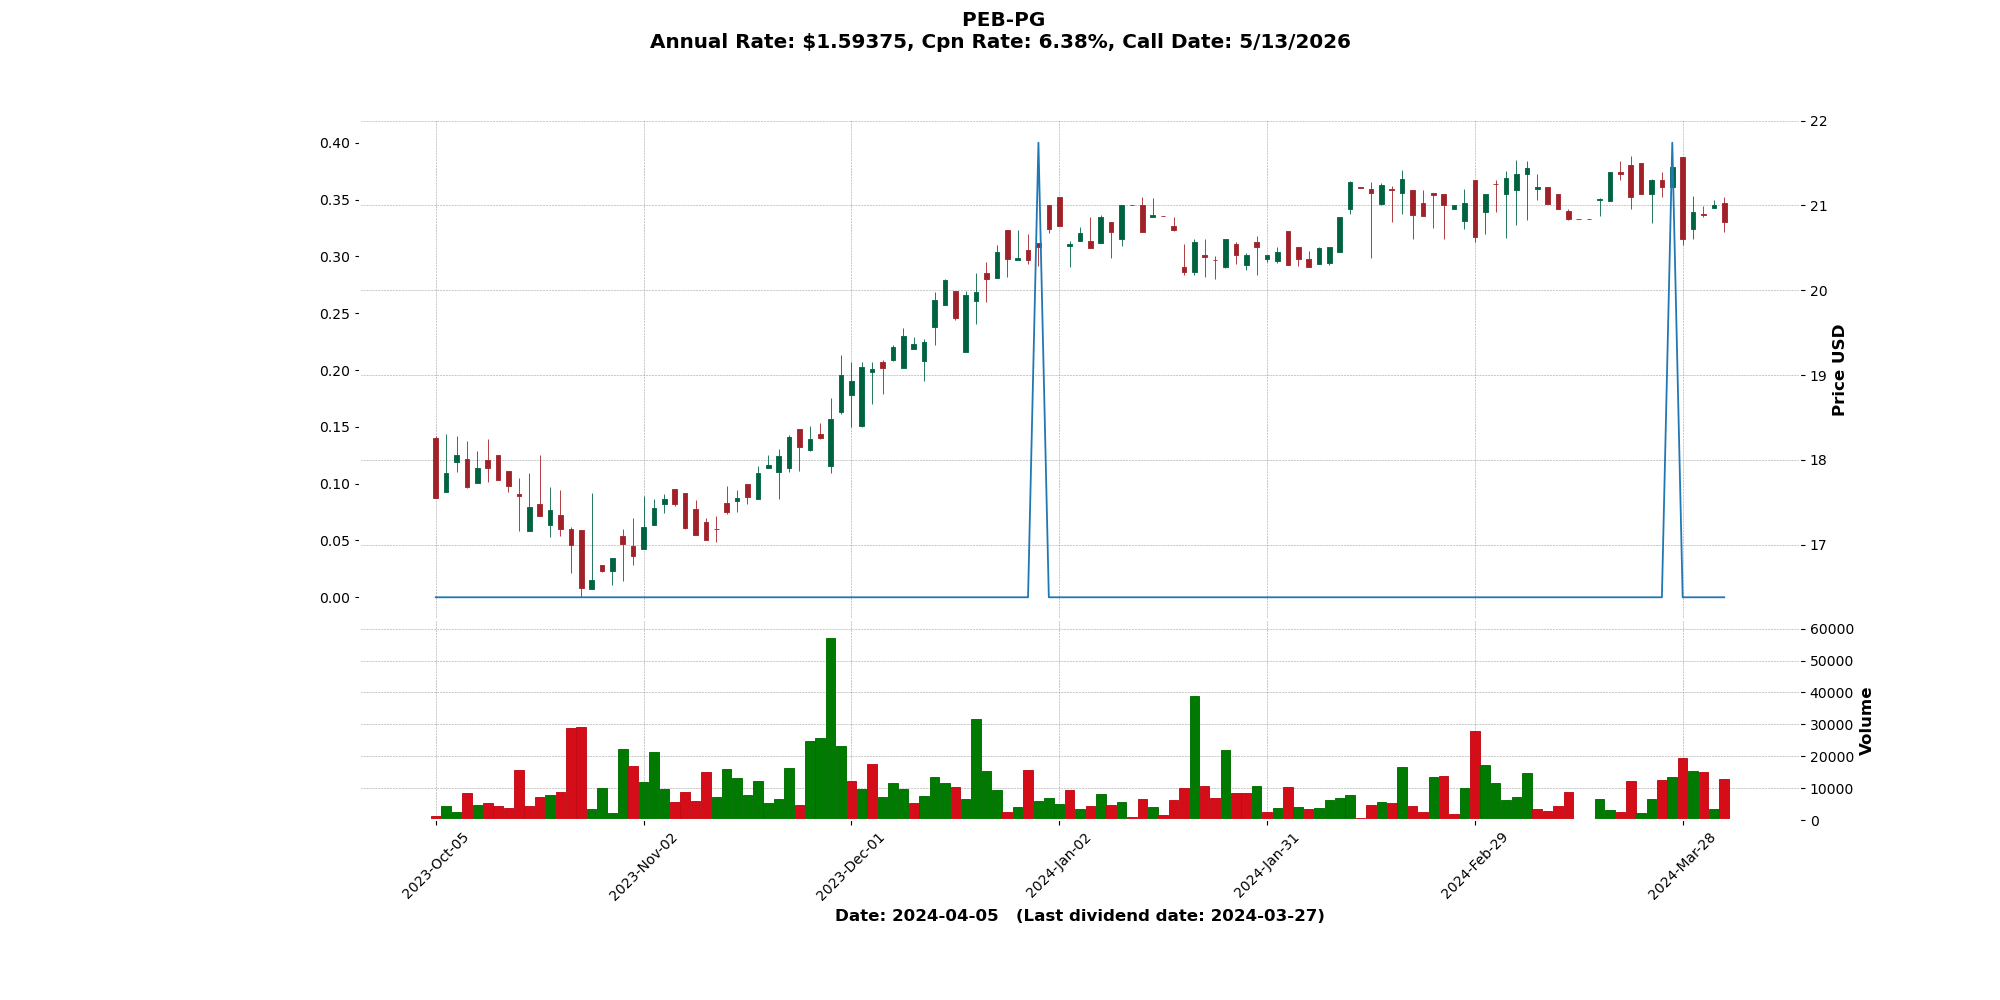 PEB-PG
Annual Rate: $1.59375, Cpn Rate: 6.38%, Call Date: 5/13/2026
0.40
0.35
0.30
0.25
0.20
0.15
0.10
0.05
0.00
22
21
20
19
18
17
Price USD
60000
50000
40000
30000
20000
10000
0
Volume
2023-Oct-05
2023-Nov-02
2023-Dec-01
2024-Jan-02
2024-Jan-31
2024-Feb-29
2024-Mar-28
Date: 2024-04-05 (Last dividend date: 2024-03-27)